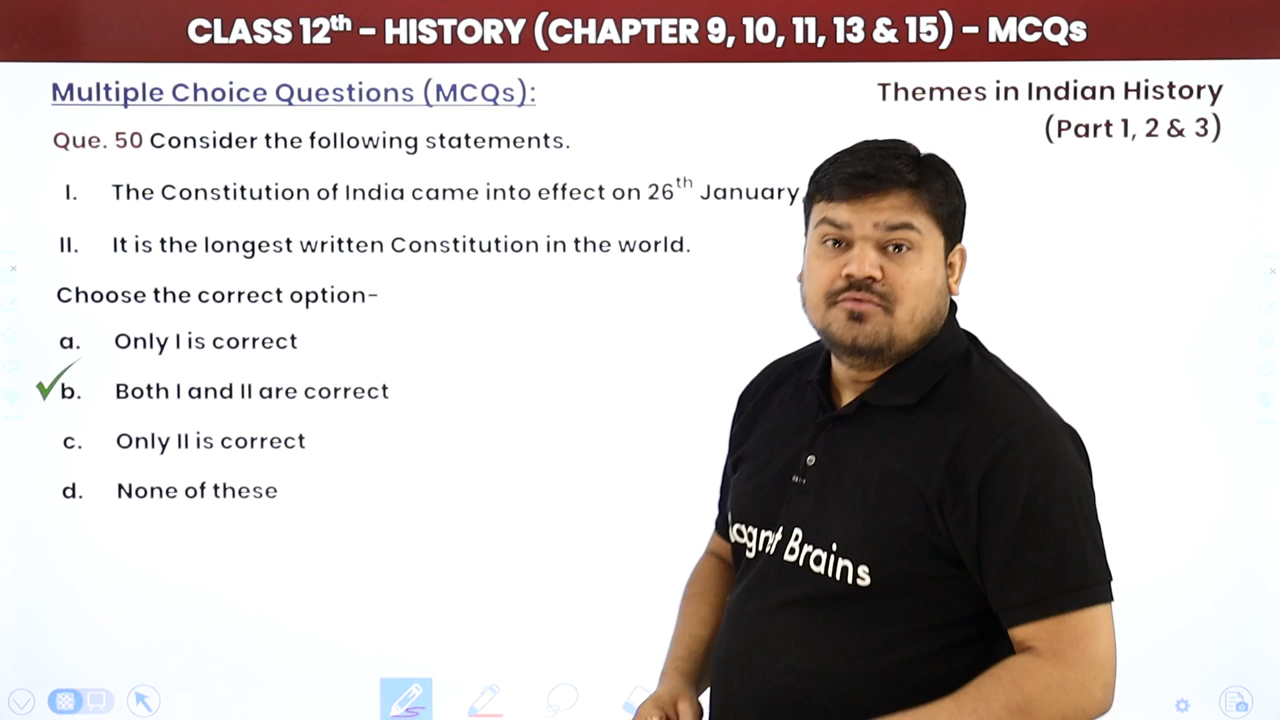 CLASS 12th – HISTORY (CHAPTER 9, 10, 11, 13 & 15) – MCQs
Multiple Choice Questions (MCQs):
Themes in Indian History
(Part 1, 2 & 3)
Que. 50 Consider the following statements.
I. The Constitution of India came into effect on 26th January
II. It is the longest written Constitution in the world.
Choose the correct option-
a. Only I is correct
b. Both I and II are correct
c. Only II is correct
d. None of these
Brains